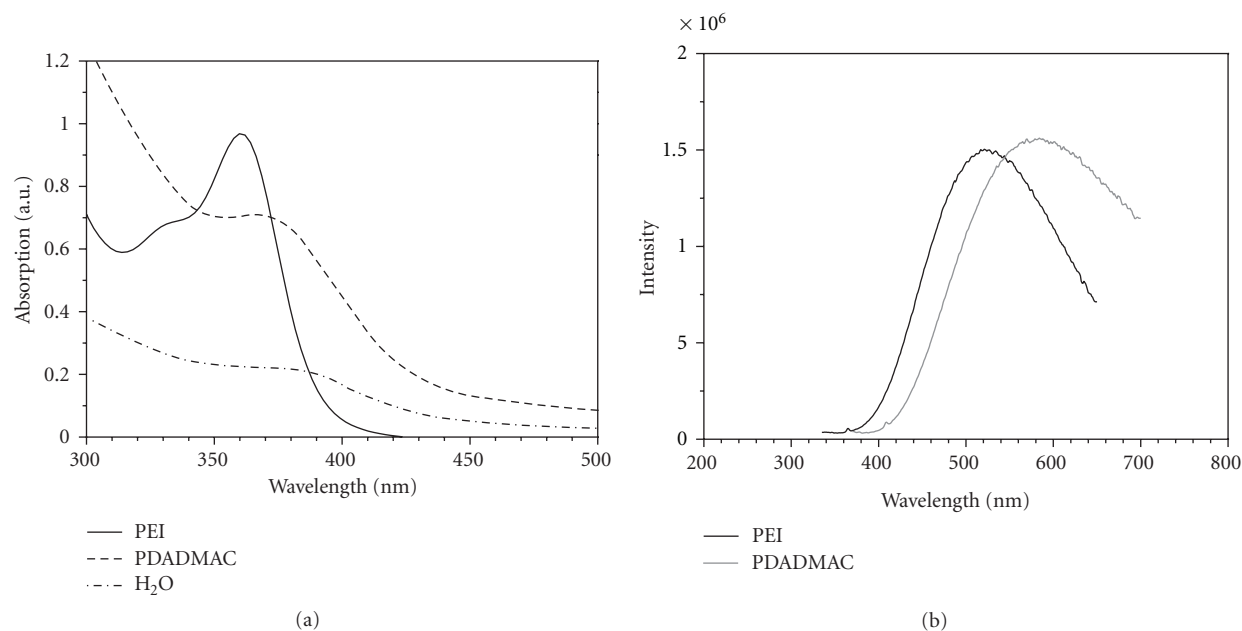 1.2
1
0.8
0.6
0.4
0.2
0
300
350
400
450
500
Absorption (a.u.)
Wavelength (nm)
PEI
PDADMAC
H₂O
(a)
× 10⁶
2
1.5
1
5
0
200
300
400
500
600
700
800
Intensity
Wavelength (nm)
PEI
PDADMAC
(b)